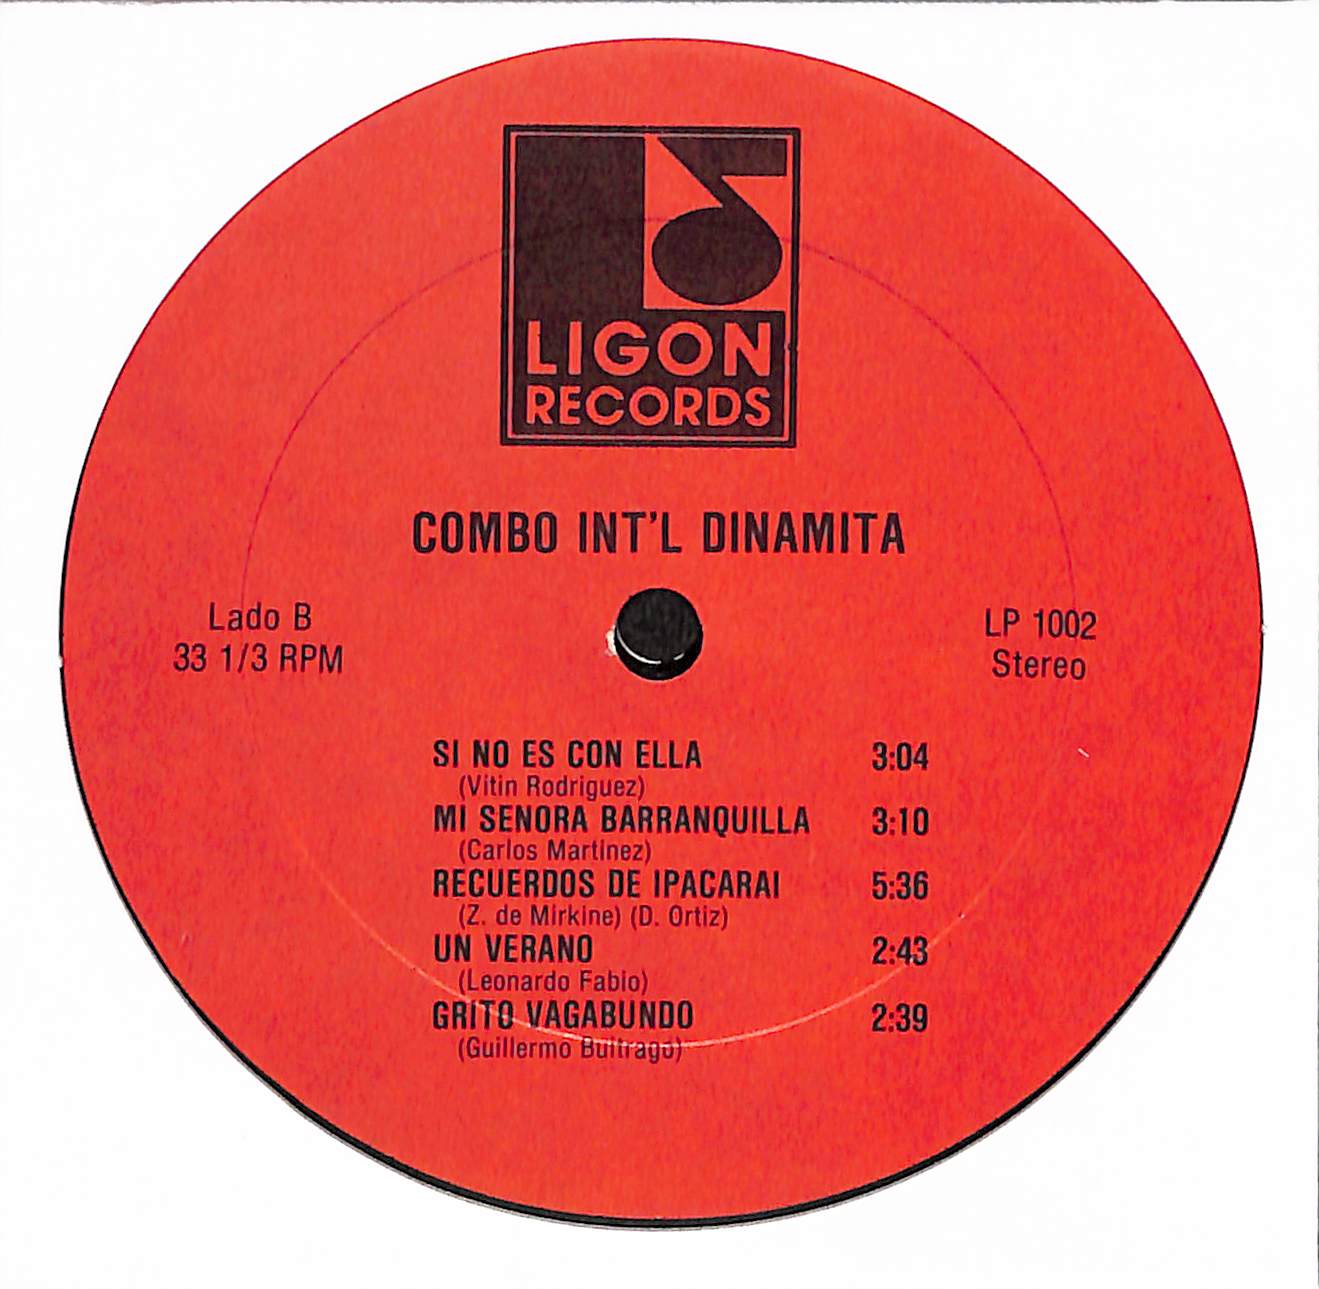 LIGON
RECORDS
COMBO INT'L DINAMITA
Lado B
33 1/3 RPM
LP 1002
Stereo
SI NO ES CON ELLA 3:04
(Vitin Rodriguez)
MI SENORA BARRANQUILLA 3:10
(Carlos Martinez)
RECUERDOS DE IPACARAI 5:36
(Z. de Mirkine) (D. Ortiz)
UN VERANO 2:43
(Leonardo Fabio)
GRITO VAGABUNDO 2:39
(Guillermo Buitrago)